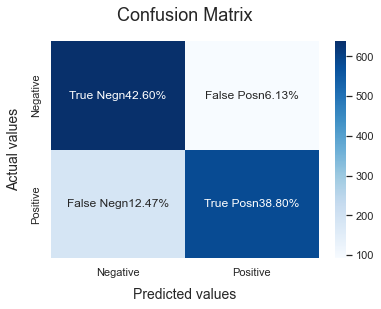 Confusion Matrix
Actual values
Negative
Positive
True Negn42.60%
False Posn6.13%
False Negn12.47%
True Posn38.80%
Negative
Positive
Predicted values
600
500
400
300
200
100